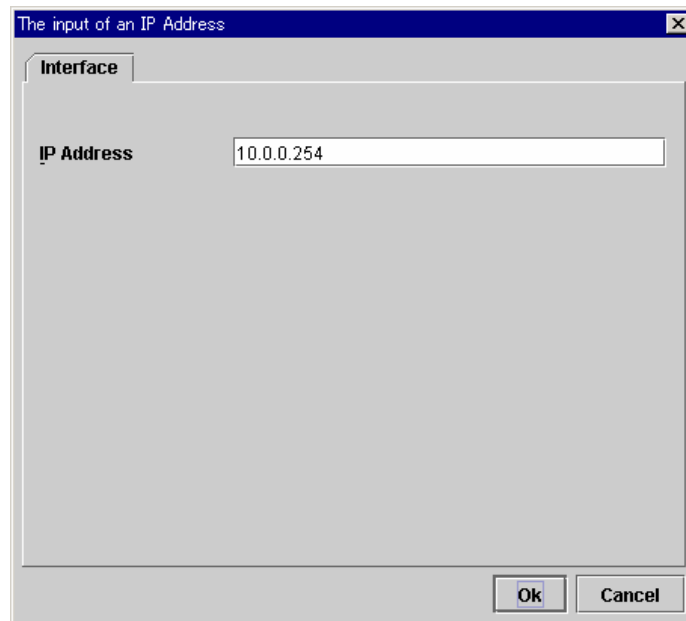 The input of an IP Address
Interface
IP Address
10.0.0.254
Ok
Cancel